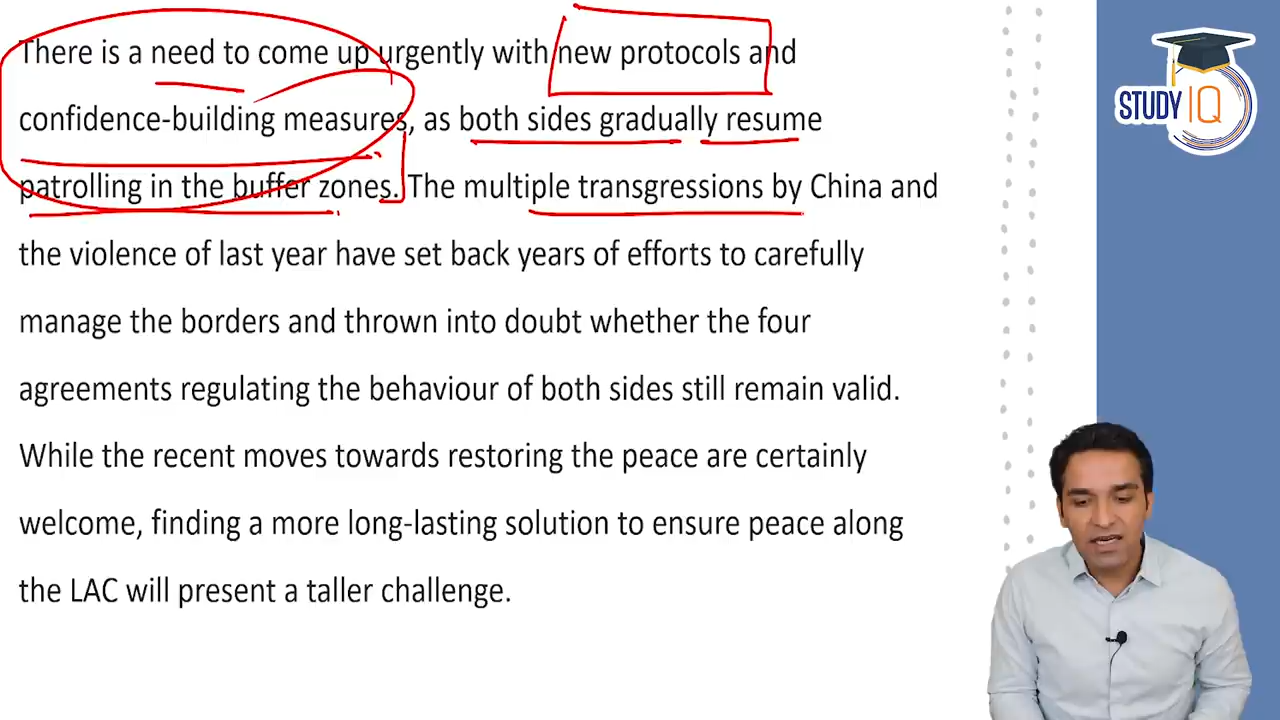 There is a need to come up urgently with new protocols and
confidence-building measures, as both sides gradually resume
patrolling in the buffer zones. The multiple transgressions by China and
the violence of last year have set back years of efforts to carefully
manage the borders and thrown into doubt whether the four
agreements regulating the behaviour of both sides still remain valid.
While the recent moves towards restoring the peace are certainly
welcome, finding a more long-lasting solution to ensure peace along
the LAC will present a taller challenge.
STUDY IQ